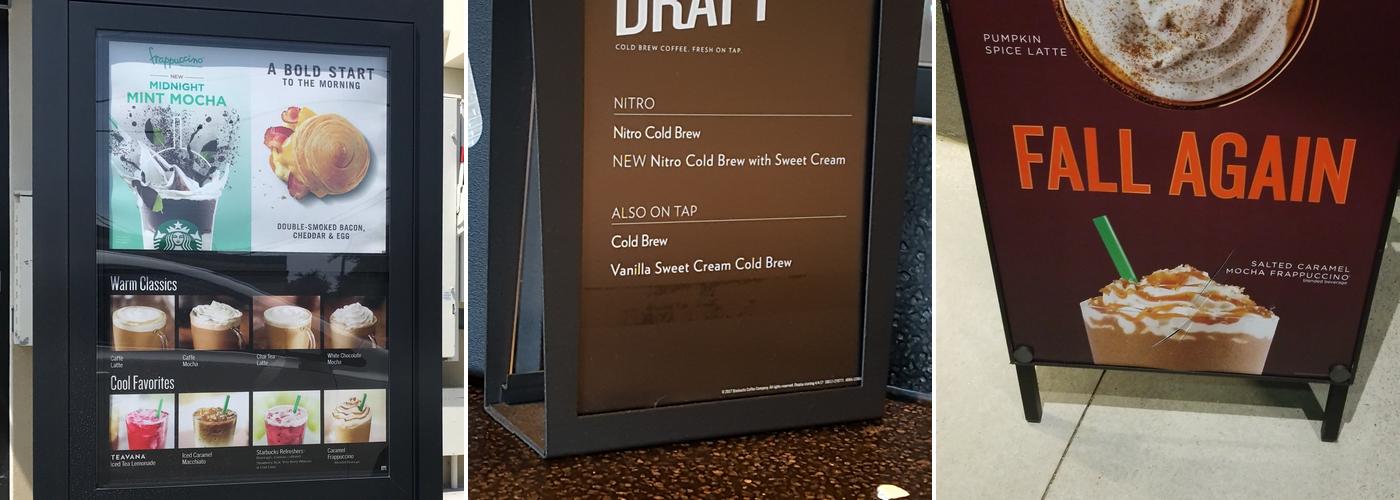 frappuccino
NEW
MIDNIGHT
MINT MOCHA
A BOLD START
TO THE MORNING
DOUBLE-SMOKED BACON,
CHEDDAR & EGG
Warm Classics
Caffè
Latte
Caffè
Mocha
Chai Tea
Latte
White Chocolate
Mocha
Cool Favorites
TEAVANA
Iced Tea Lemonade
Iced Caramel
Macchiato
Starbucks Refreshers
Caramel
Frappuccino
DRAFT
COLD BREW COFFEE. FRESH ON TAP.
NITRO
Nitro Cold Brew
NEW Nitro Cold Brew with Sweet Cream
ALSO ON TAP
Cold Brew
Vanilla Sweet Cream Cold Brew
PUMPKIN
SPICE LATTE
FALL AGAIN
SALTED CARAMEL
MOCHA FRAPPUCCINO
blended beverage